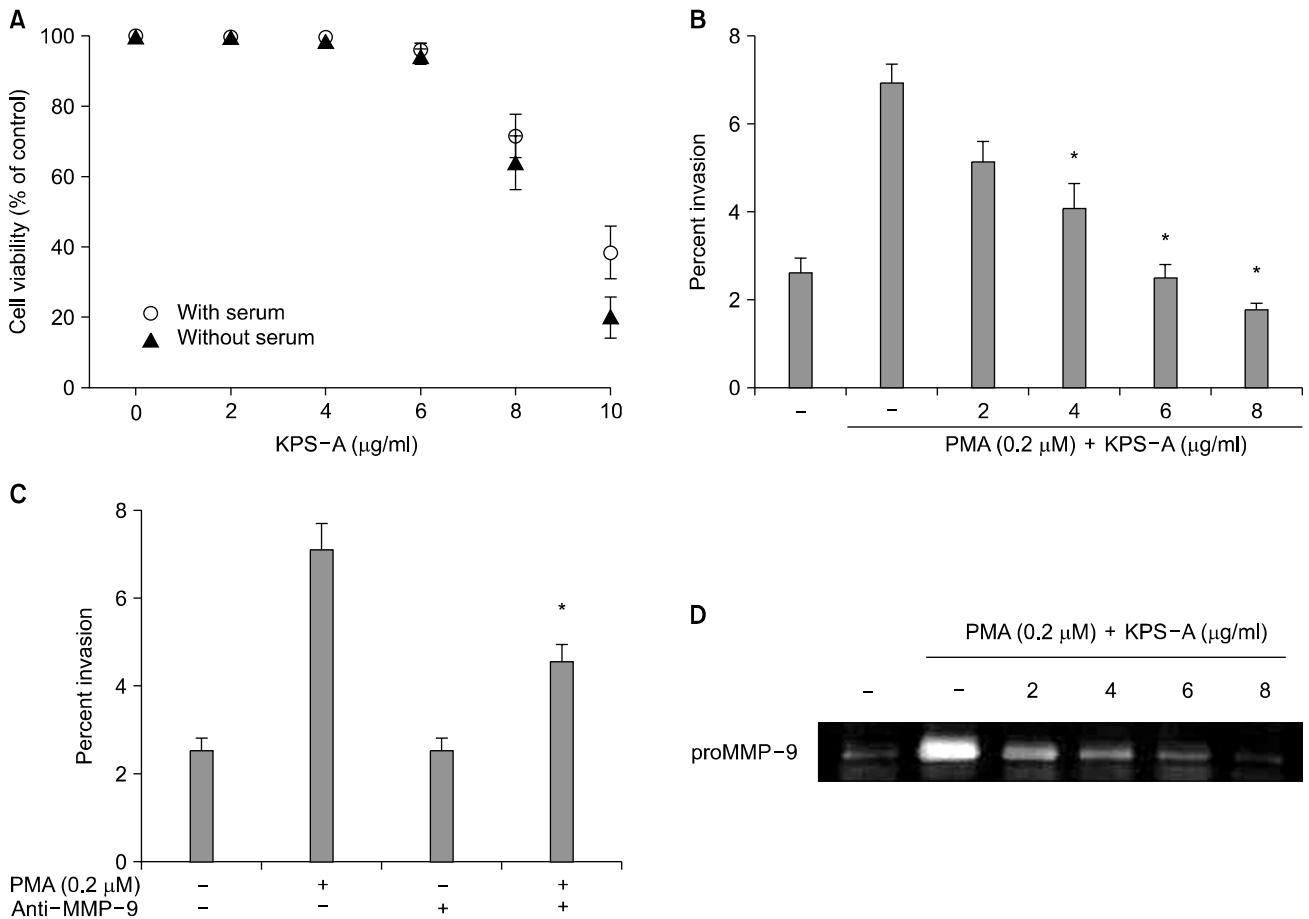 A
100
80
60
40
20
0
Cell viability (% of control)
With serum
Without serum
0 2 4 6 8 10
KPS-A (μg/ml)
B
8
6
4
2
0
Percent invasion
* * *
- - 2 4 6 8
PMA (0.2 μM) + KPS-A (μg/ml)
C
8
6
4
2
0
Percent invasion
*
PMA (0.2 μM) - + - +
Anti-MMP-9 - - + +
D
PMA (0.2 μM) + KPS-A (μg/ml)
- - 2 4 6 8
proMMP-9